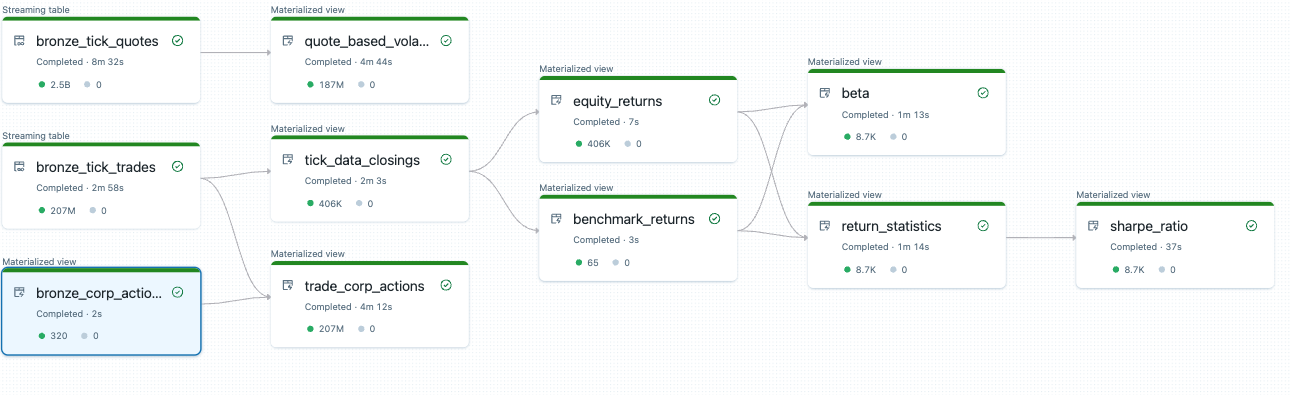 Streaming table
bronze_tick_quotes
Completed · 8m 32s
2.5B 0
Materialized view
quote_based_vola...
Completed · 4m 44s
187M 0
Streaming table
bronze_tick_trades
Completed · 2m 58s
207M 0
Materialized view
tick_data_closings
Completed · 2m 3s
406K 0
Materialized view
bronze_corp_actio...
Completed · 2s
320 0
Materialized view
trade_corp_actions
Completed · 4m 12s
207M 0
Materialized view
equity_returns
Completed · 7s
406K 0
Materialized view
benchmark_returns
Completed · 3s
65 0
Materialized view
beta
Completed · 1m 13s
8.7K 0
Materialized view
return_statistics
Completed · 1m 14s
8.7K 0
Materialized view
sharpe_ratio
Completed · 37s
8.7K 0